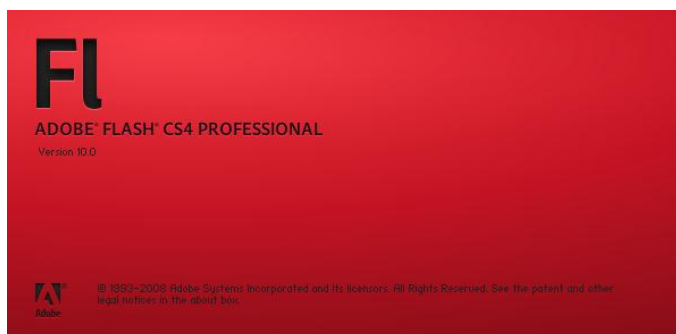 Fl
ADOBE® FLASH® CS4 PROFESSIONAL
Version 10.0
© 1993-2008 Adobe Systems Incorporated and its licensors. All Rights Reserved. See the patent and other
legal notices in the about box.
Adobe